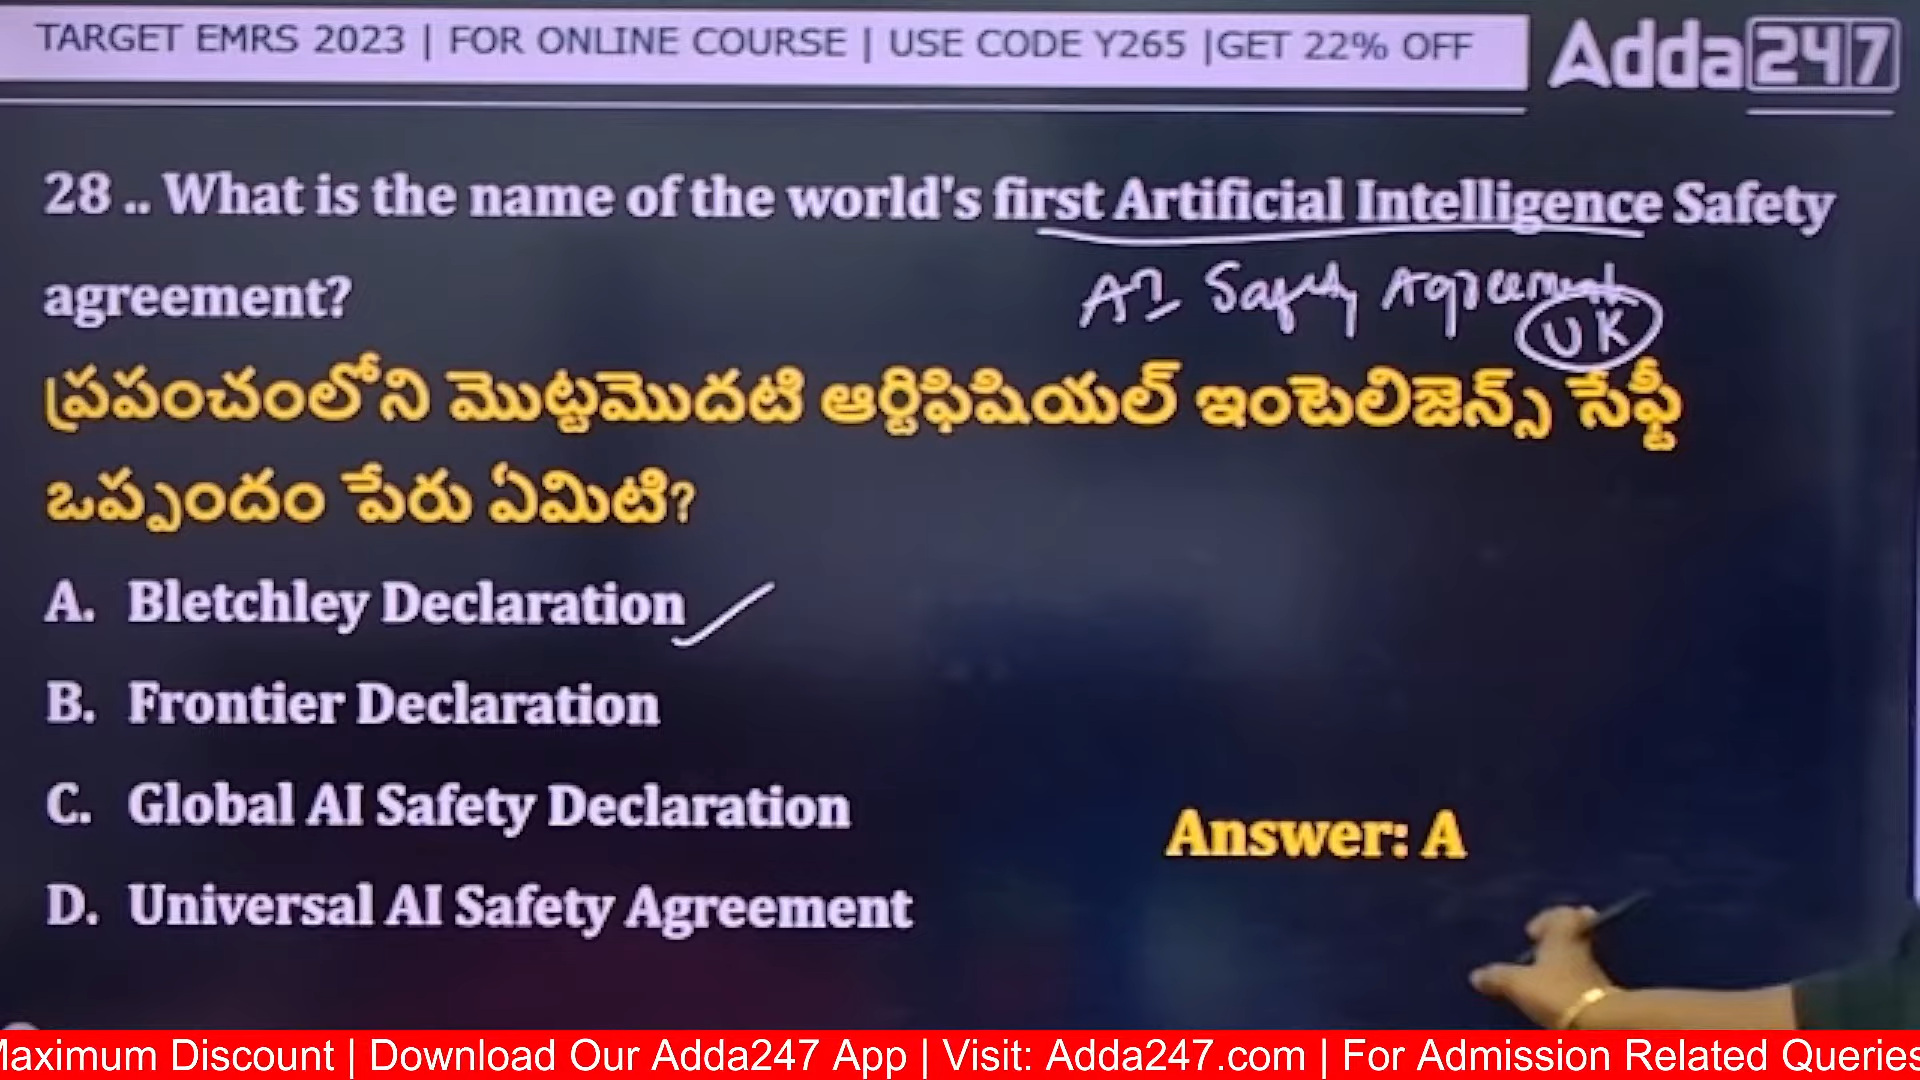 TARGET EMRS 2023 | FOR ONLINE COURSE | USE CODE Y265 |GET 22% OFF
Adda247
28 .. What is the name of the world's first Artificial Intelligence Safety
agreement?
AI Safety Agreement
UK
ప్రపంచంలోని మొట్టమొదటి ఆర్టిఫిషియల్ ఇంటెలిజెన్స్ సేఫ్టీ
ఒప్పందం పేరు ఏమిటి?
A. Bletchley Declaration
B. Frontier Declaration
C. Global AI Safety Declaration
Answer: A
D. Universal AI Safety Agreement
Maximum Discount | Download Our Adda247 App | Visit: Adda247.com | For Admission Related Queries